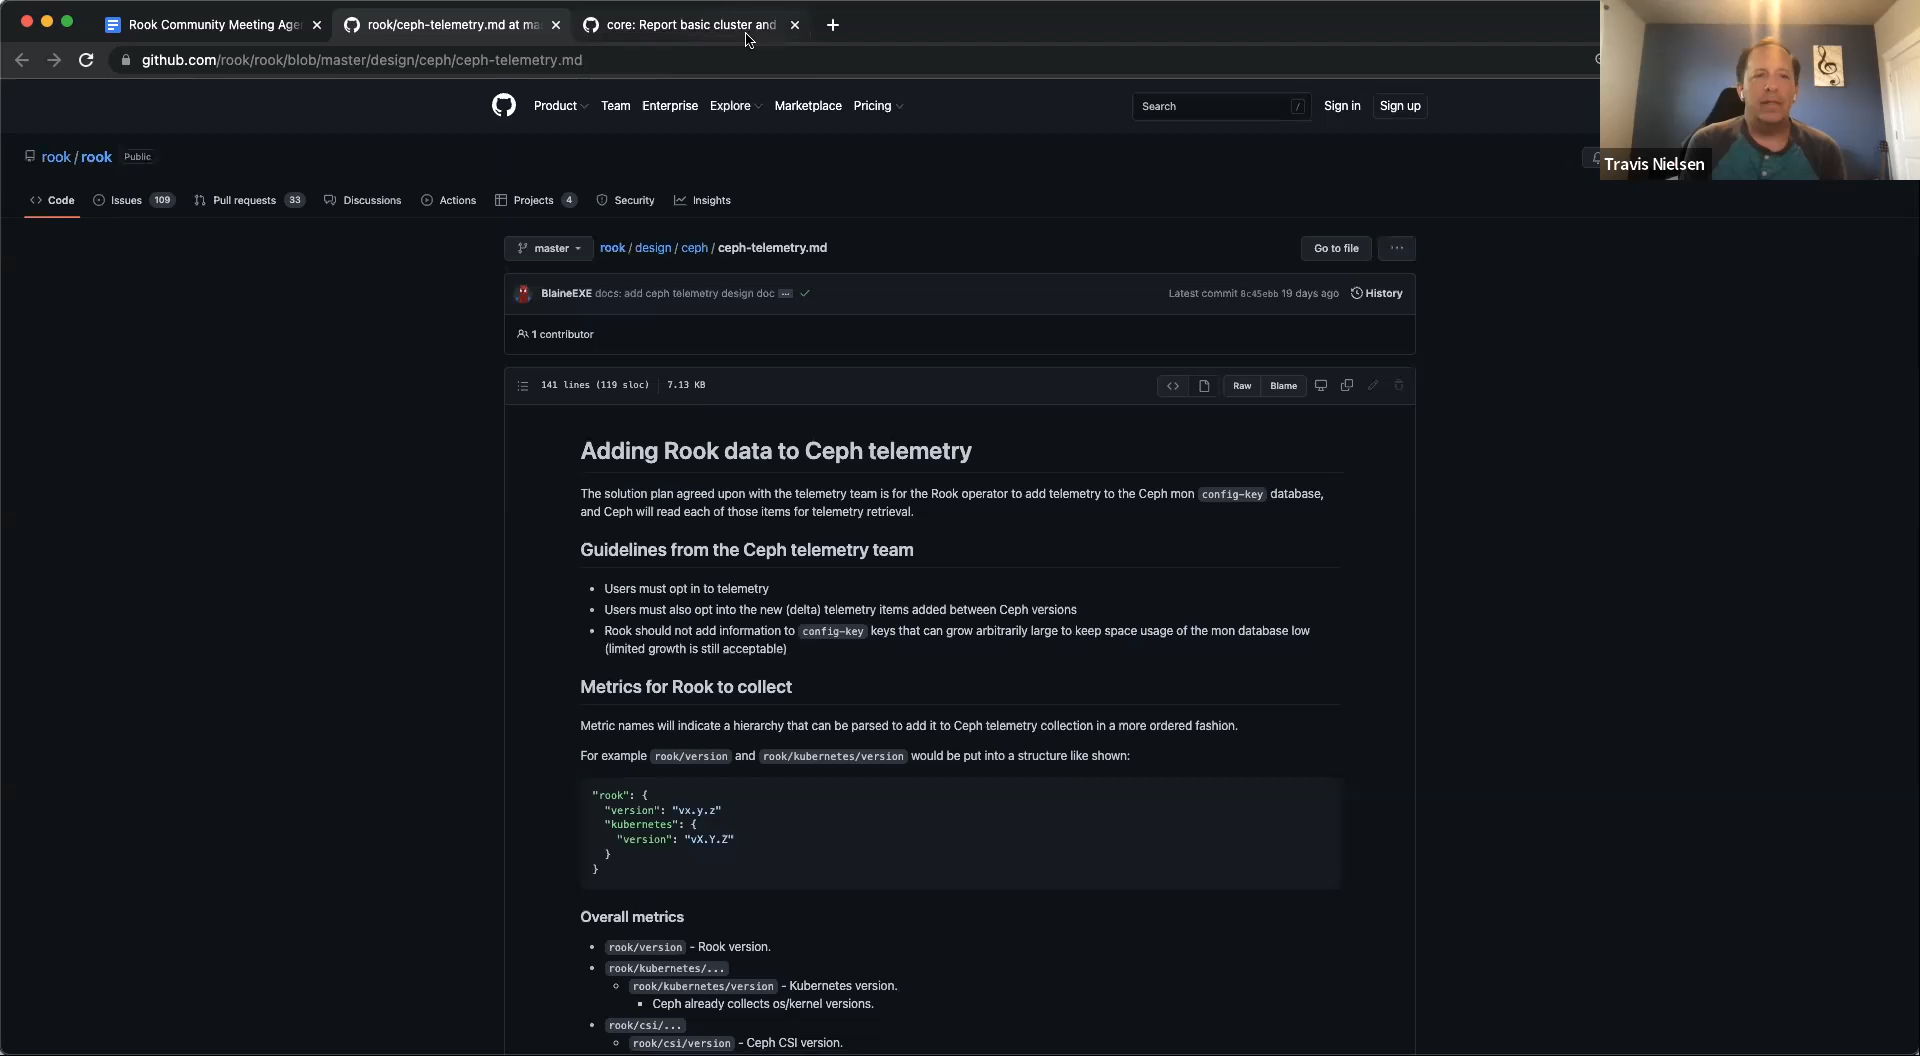 Rook Community Meeting Age
rook/ceph-telemetry.md at ma
core: Report basic cluster and
github.com/rook/rook/blob/master/design/ceph/ceph-telemetry.md
Product Team Enterprise Explore Marketplace Pricing
Search /
Sign in Sign up
Travis Nielsen
rook / rook Public
Code Issues 109 Pull requests 33 Discussions Actions Projects 4 Security Insights
master rook / design / ceph / ceph-telemetry.md Go to file ...
BlaineEXE docs: add ceph telemetry design doc ... Latest commit 8c45ebb 19 days ago History
1 contributor
141 lines (119 sloc) 7.13 KB <> Raw Blame
Adding Rook data to Ceph telemetry
The solution plan agreed upon with the telemetry team is for the Rook operator to add telemetry to the Ceph mon config-key database,
and Ceph will read each of those items for telemetry retrieval.
Guidelines from the Ceph telemetry team
• Users must opt in to telemetry
• Users must also opt into the new (delta) telemetry items added between Ceph versions
• Rook should not add information to config-key keys that can grow arbitrarily large to keep space usage of the mon database low
(limited growth is still acceptable)
Metrics for Rook to collect
Metric names will indicate a hierarchy that can be parsed to add it to Ceph telemetry collection in a more ordered fashion.
For example rook/version and rook/kubernetes/version would be put into a structure like shown:
"rook": {
"version": "vx.y.z"
"kubernetes": {
"version": "vX.Y.Z"
}
}
Overall metrics
• rook/version - Rook version.
• rook/kubernetes/...
◦ rook/kubernetes/version - Kubernetes version.
▪ Ceph already collects os/kernel versions.
• rook/csi/...
◦ rook/csi/version - Ceph CSI version.